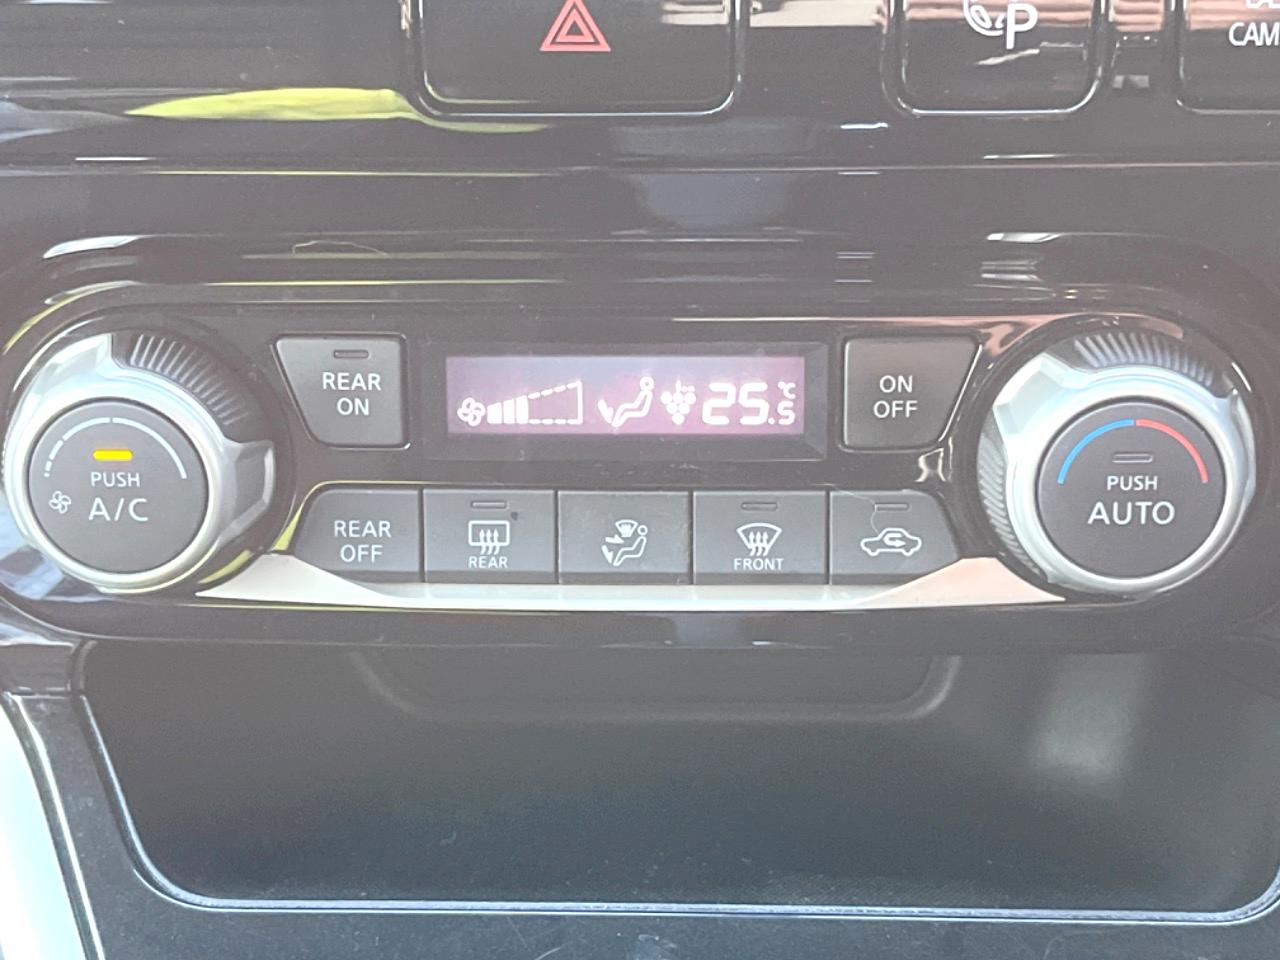 P
CAM
REAR
ON
25.5°C
ON
OFF
PUSH
A/C
REAR
OFF
REAR
FRONT
PUSH
AUTO